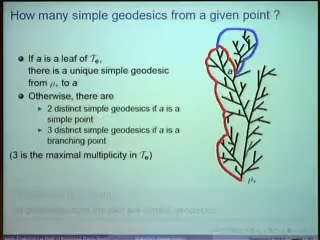 How many simple geodesics from a given point ?
If a is a leaf of 𝒯ₑ,
there is a unique simple geodesic
from ρ* to a
Otherwise, there are
2 distinct simple geodesics if a is a
simple point
3 distinct simple geodesics if a is a
branching point
(3 is the maximal multiplicity in 𝒯ₑ)
a
ρ*